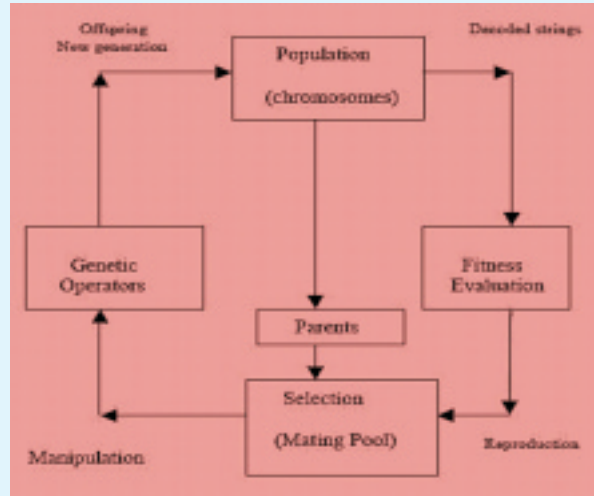 Offspring
New generation
Decoded strings
Population
(chromosomes)
Genetic
Operators
Fitness
Evaluation
Parents
Selection
(Mating Pool)
Manipulation
Reproduction